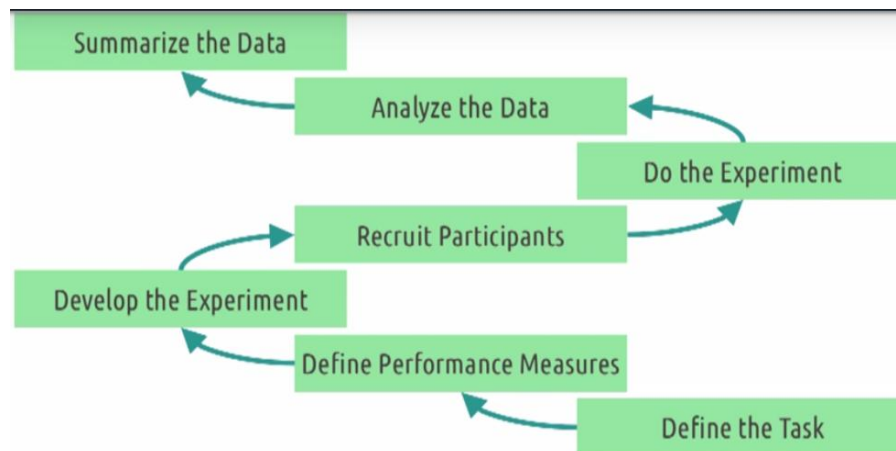 Summarize the Data
Analyze the Data
Do the Experiment
Recruit Participants
Develop the Experiment
Define Performance Measures
Define the Task